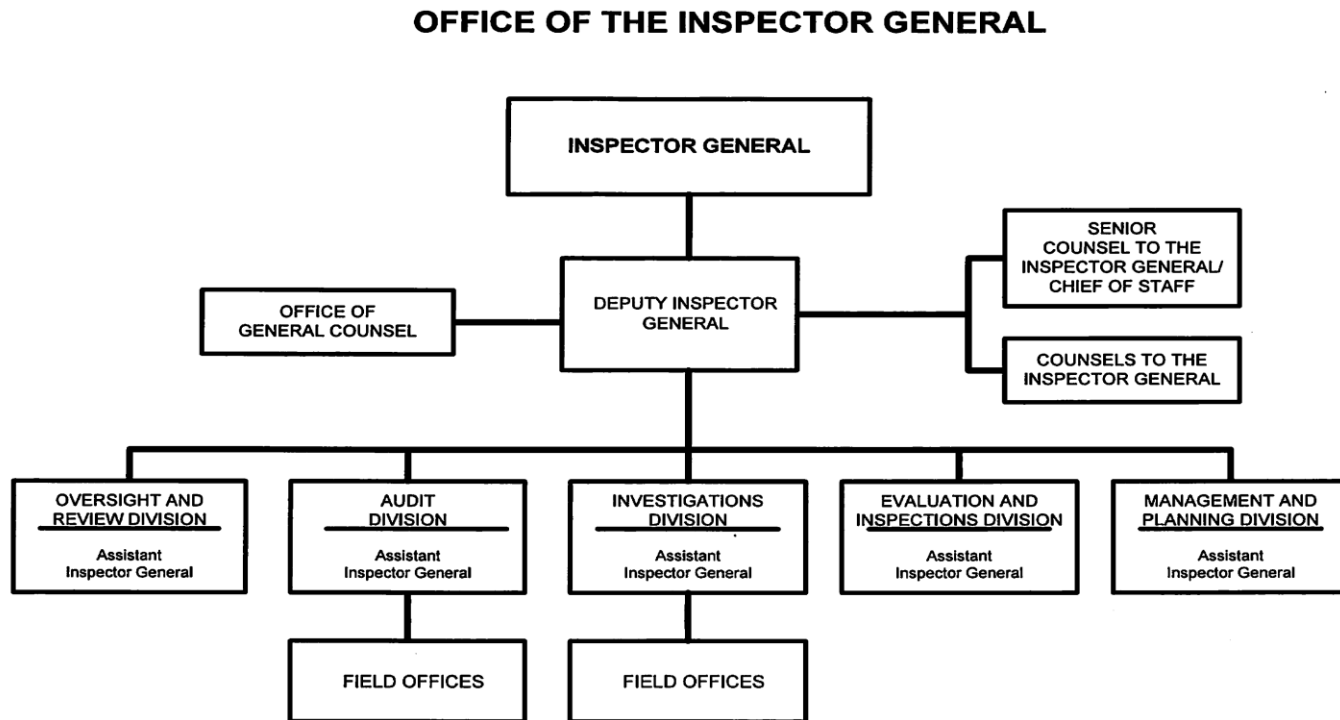 OFFICE OF THE INSPECTOR GENERAL
INSPECTOR GENERAL
SENIOR
COUNSEL TO THE
INSPECTOR GENERAL/
CHIEF OF STAFF
OFFICE OF
GENERAL COUNSEL
DEPUTY INSPECTOR
GENERAL
COUNSELS TO THE
INSPECTOR GENERAL
OVERSIGHT AND
REVIEW DIVISION
Assistant
Inspector General
AUDIT
DIVISION
Assistant
Inspector General
INVESTIGATIONS
DIVISION
Assistant
Inspector General
EVALUATION AND
INSPECTIONS DIVISION
Assistant
Inspector General
MANAGEMENT AND
PLANNING DIVISION
Assistant
Inspector General
FIELD OFFICES
FIELD OFFICES